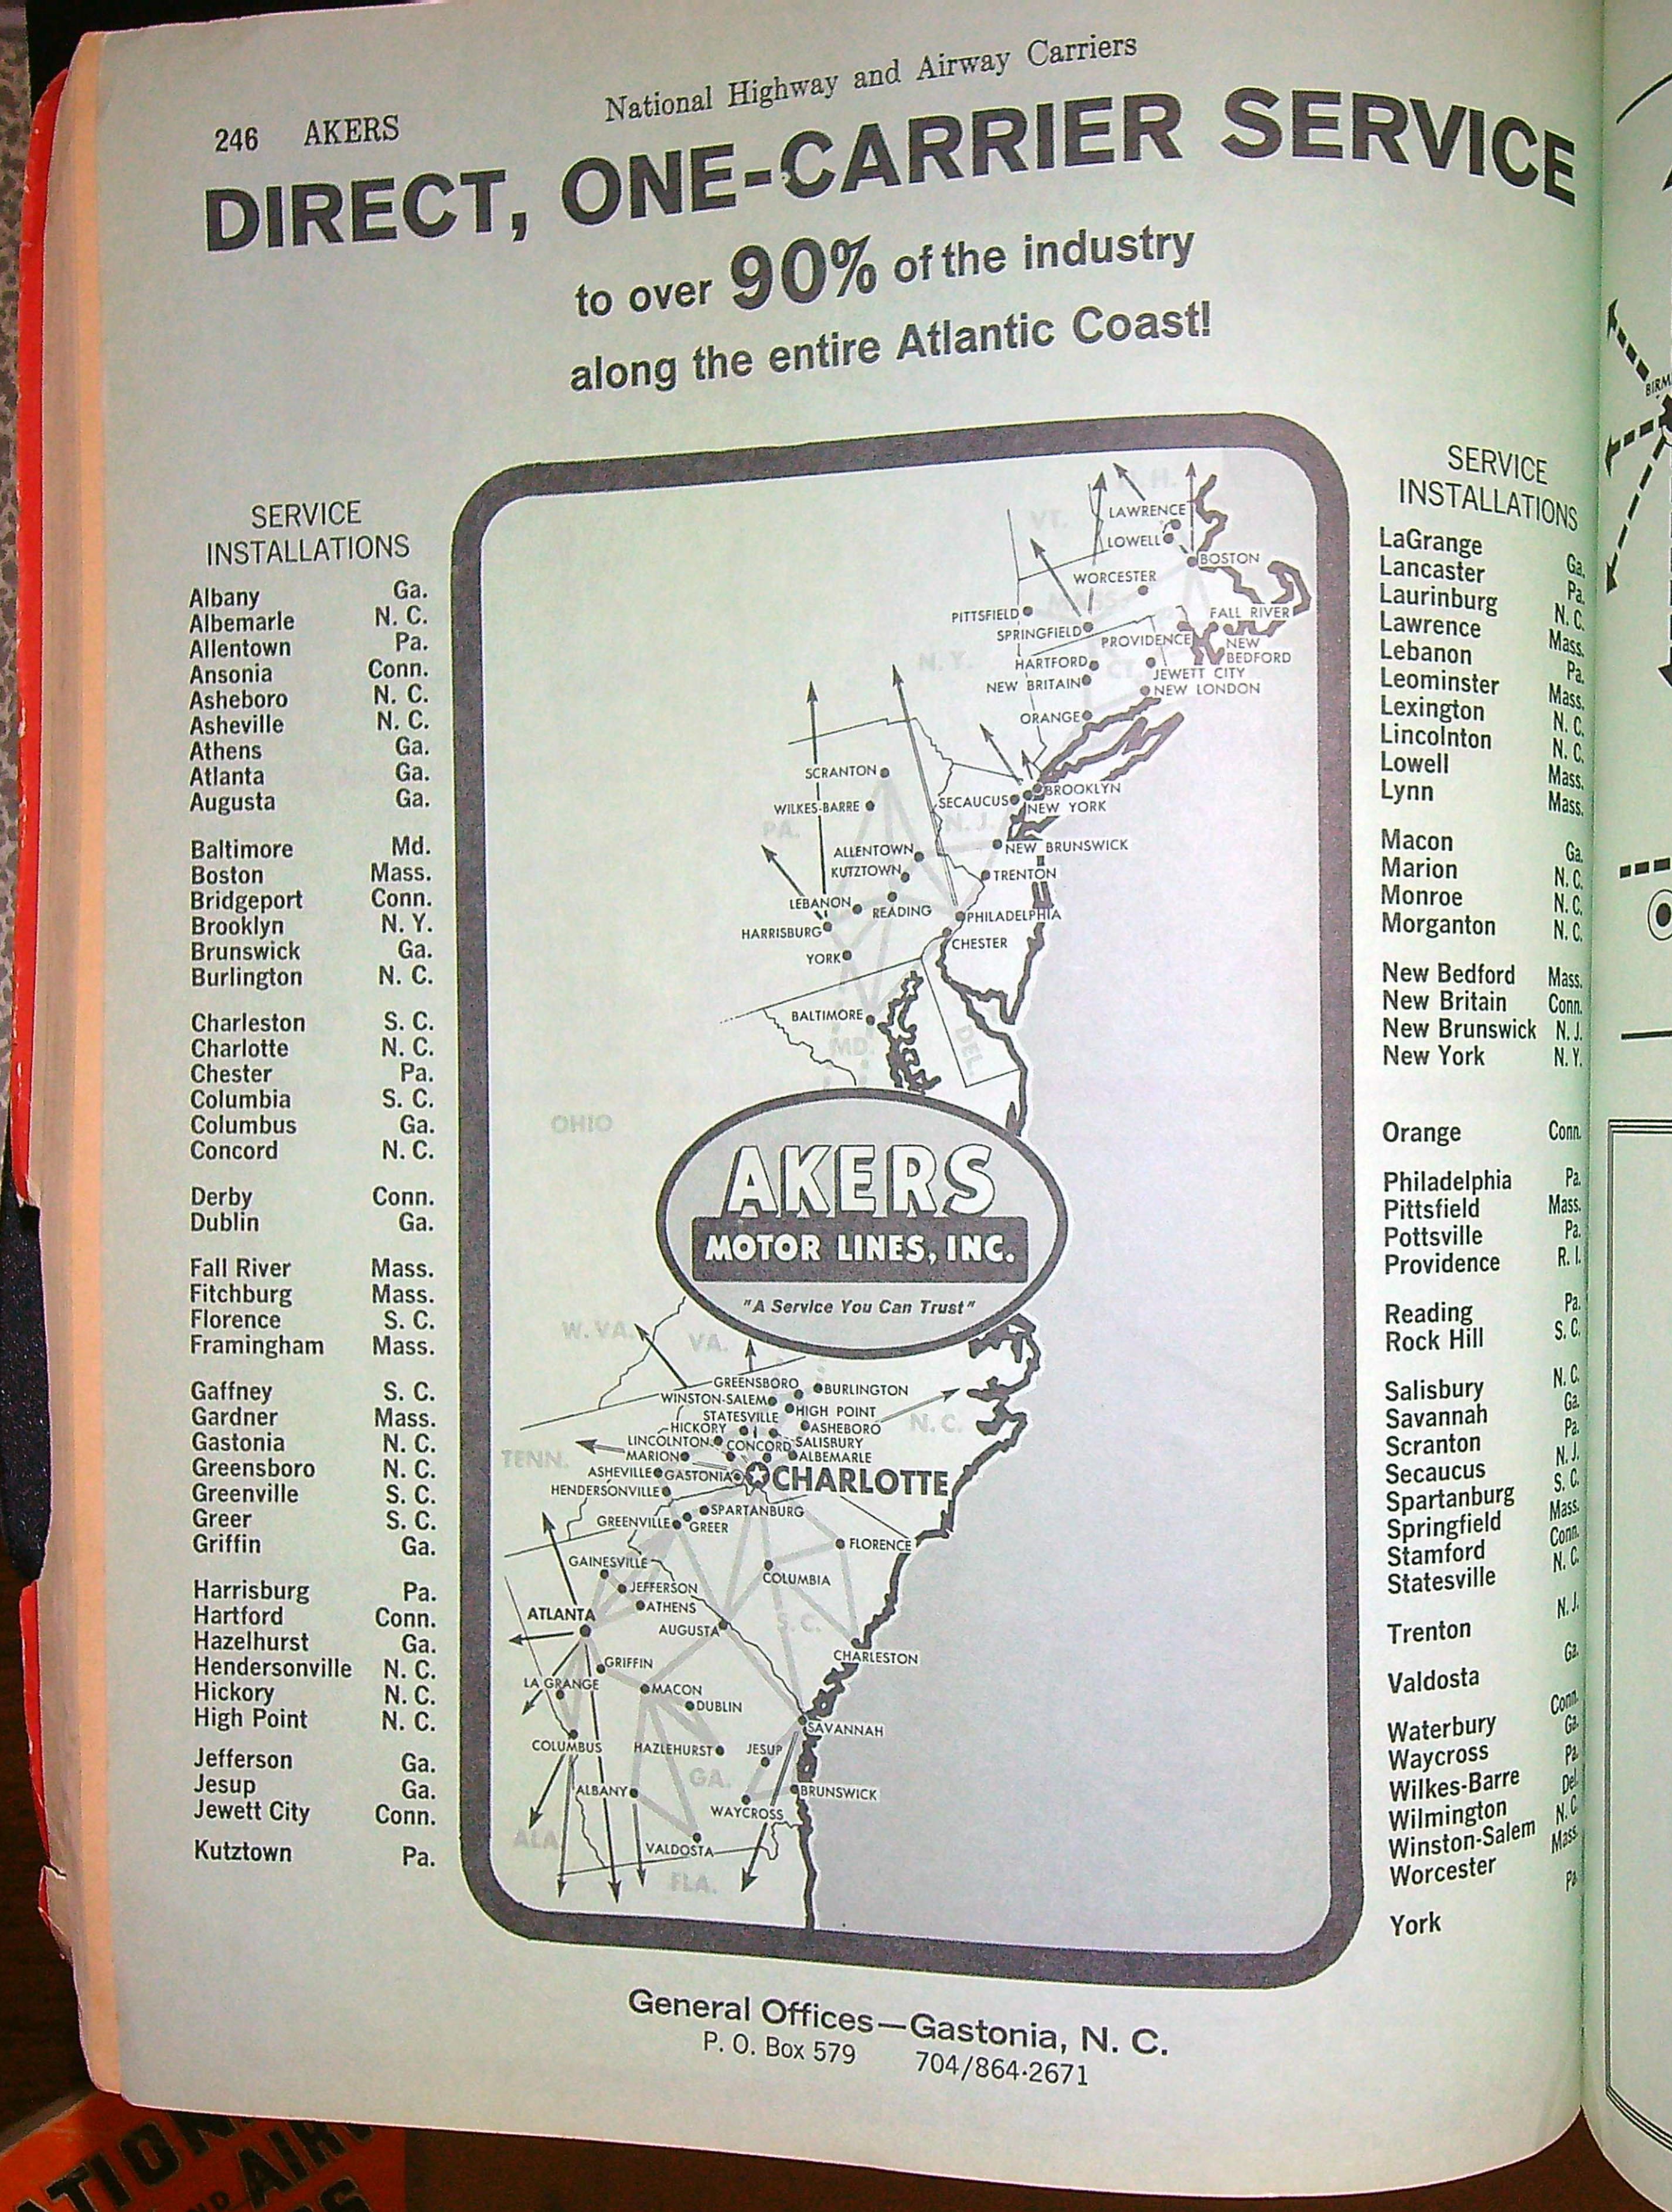 National Highway and Airway Carriers
246 AKERS
DIRECT, ONE-CARRIER SERVICE
to over 90% of the industry
along the entire Atlantic Coast!
SERVICE
INSTALLATIONS
Albany Ga.
Albemarle N. C.
Allentown Pa.
Ansonia Conn.
Asheboro N. C.
Asheville N. C.
Athens Ga.
Atlanta Ga.
Augusta Ga.
Baltimore Md.
Boston Mass.
Bridgeport Conn.
Brooklyn N. Y.
Brunswick Ga.
Burlington N. C.
Charleston S. C.
Charlotte N. C.
Chester Pa.
Columbia S. C.
Columbus Ga.
Concord N. C.
Derby Conn.
Dublin Ga.
Fall River Mass.
Fitchburg Mass.
Florence S. C.
Framingham Mass.
Gaffney S. C.
Gardner Mass.
Gastonia N. C.
Greensboro N. C.
Greenville S. C.
Greer S. C.
Griffin Ga.
Harrisburg Pa.
Hartford Conn.
Hazelhurst Ga.
Hendersonville N. C.
Hickory N. C.
High Point N. C.
Jefferson Ga.
Jesup Ga.
Jewett City Conn.
Kutztown Pa.
VT.
H.
LAWRENCE
LOWELL
BOSTON
WORCESTER
MASS.
PITTSFIELD
FALL RIVER
SPRINGFIELD
PROVIDENCE
NEW
BEDFORD
N. Y.
HARTFORD
CT.
JEWETT CITY
NEW BRITAIN
NEW LONDON
ORANGE
SCRANTON
WILKES-BARRE
SECAUCUS
BROOKLYN
NEW YORK
PA.
N. J.
ALLENTOWN
NEW BRUNSWICK
KUTZTOWN
TRENTON
LEBANON
READING
PHILADELPHIA
HARRISBURG
CHESTER
YORK
BALTIMORE
MD.
DEL.
OHIO
AKERS
MOTOR LINES, INC.
"A Service You Can Trust"
W. VA.
VA.
GREENSBORO
BURLINGTON
WINSTON-SALEM
HIGH POINT
STATESVILLE
N. C.
HICKORY
ASHEBORO
LINCOLNTON
CONCORD
SALISBURY
TENN.
MARION
ALBEMARLE
ASHEVILLE
GASTONIA
CHARLOTTE
HENDERSONVILLE
SPARTANBURG
GREENVILLE
GREER
FLORENCE
GAINESVILLE
COLUMBIA
JEFFERSON
ATHENS
ATLANTA
AUGUSTA
S. C.
CHARLESTON
GRIFFIN
LA GRANGE
MACON
DUBLIN
SAVANNAH
COLUMBUS
HAZLEHURST
JESUP
GA.
ALBANY
BRUNSWICK
WAYCROSS
ALA.
VALDOSTA
FLA.
SERVICE
INSTALLATIONS
LaGrange Ga.
Lancaster Pa.
Laurinburg N. C.
Lawrence Mass.
Lebanon Pa.
Leominster Mass.
Lexington N. C.
Lincolnton N. C.
Lowell Mass.
Lynn Mass.
Macon Ga.
Marion N. C.
Monroe N. C.
Morganton N. C.
New Bedford Mass.
New Britain Conn.
New Brunswick N. J.
New York N. Y.
Orange Conn.
Philadelphia Pa.
Pittsfield Mass.
Pottsville Pa.
Providence R. I.
Reading Pa.
Rock Hill S. C.
Salisbury N. C.
Savannah Ga.
Scranton Pa.
Secaucus N. J.
Spartanburg S. C.
Springfield Mass.
Stamford Conn.
Statesville N. C.
Trenton N. J.
Valdosta Ga.
Waterbury Conn.
Waycross Ga.
Wilkes-Barre Pa.
Wilmington Del.
Winston-Salem N. C.
Worcester Mass.
York Pa.
General Offices—Gastonia, N. C.
P. O. Box 579 704/864-2671